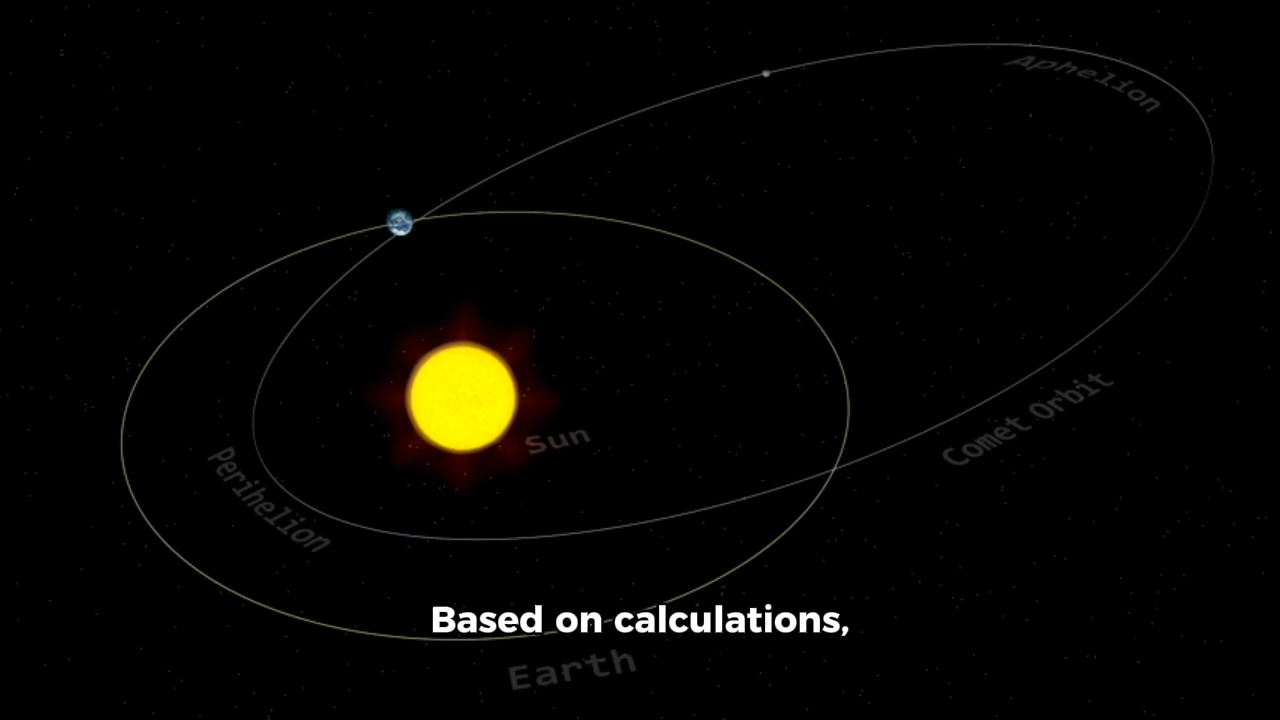 Aphelion
Comet Orbit
Sun
Perihelion
Based on calculations,
Earth